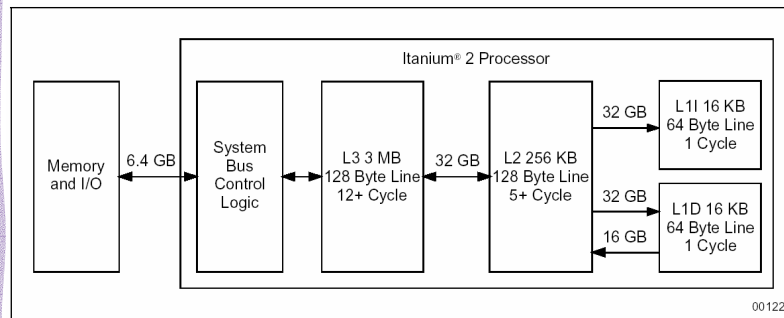 Itanium® 2 Processor
Memory
and I/O
6.4 GB
System
Bus
Control
Logic
L3 3 MB
128 Byte Line
12+ Cycle
32 GB
L2 256 KB
128 Byte Line
5+ Cycle
32 GB
L1I 16 KB
64 Byte Line
1 Cycle
32 GB
16 GB
L1D 16 KB
64 Byte Line
1 Cycle
00122